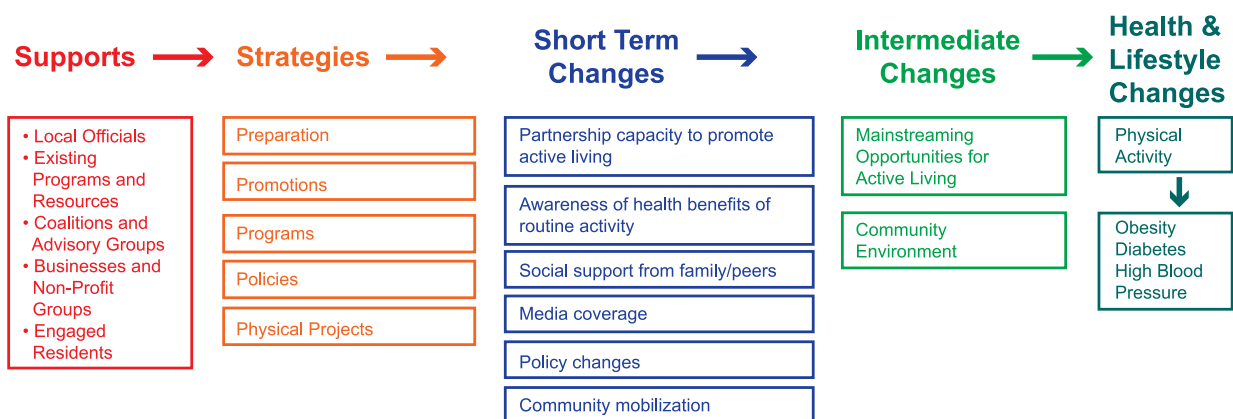 Supports
Strategies
Short Term
Changes
Intermediate
Changes
Health &
Lifestyle
Changes
• Local Officials
• Existing
Programs and
Resources
• Coalitions and
Advisory Groups
• Businesses and
Non-Profit
Groups
• Engaged
Residents
Preparation
Promotions
Programs
Policies
Physical Projects
Partnership capacity to promote
active living
Awareness of health benefits of
routine activity
Social support from family/peers
Media coverage
Policy changes
Community mobilization
Mainstreaming
Opportunities for
Active Living
Community
Environment
Physical
Activity
Obesity
Diabetes
High Blood
Pressure